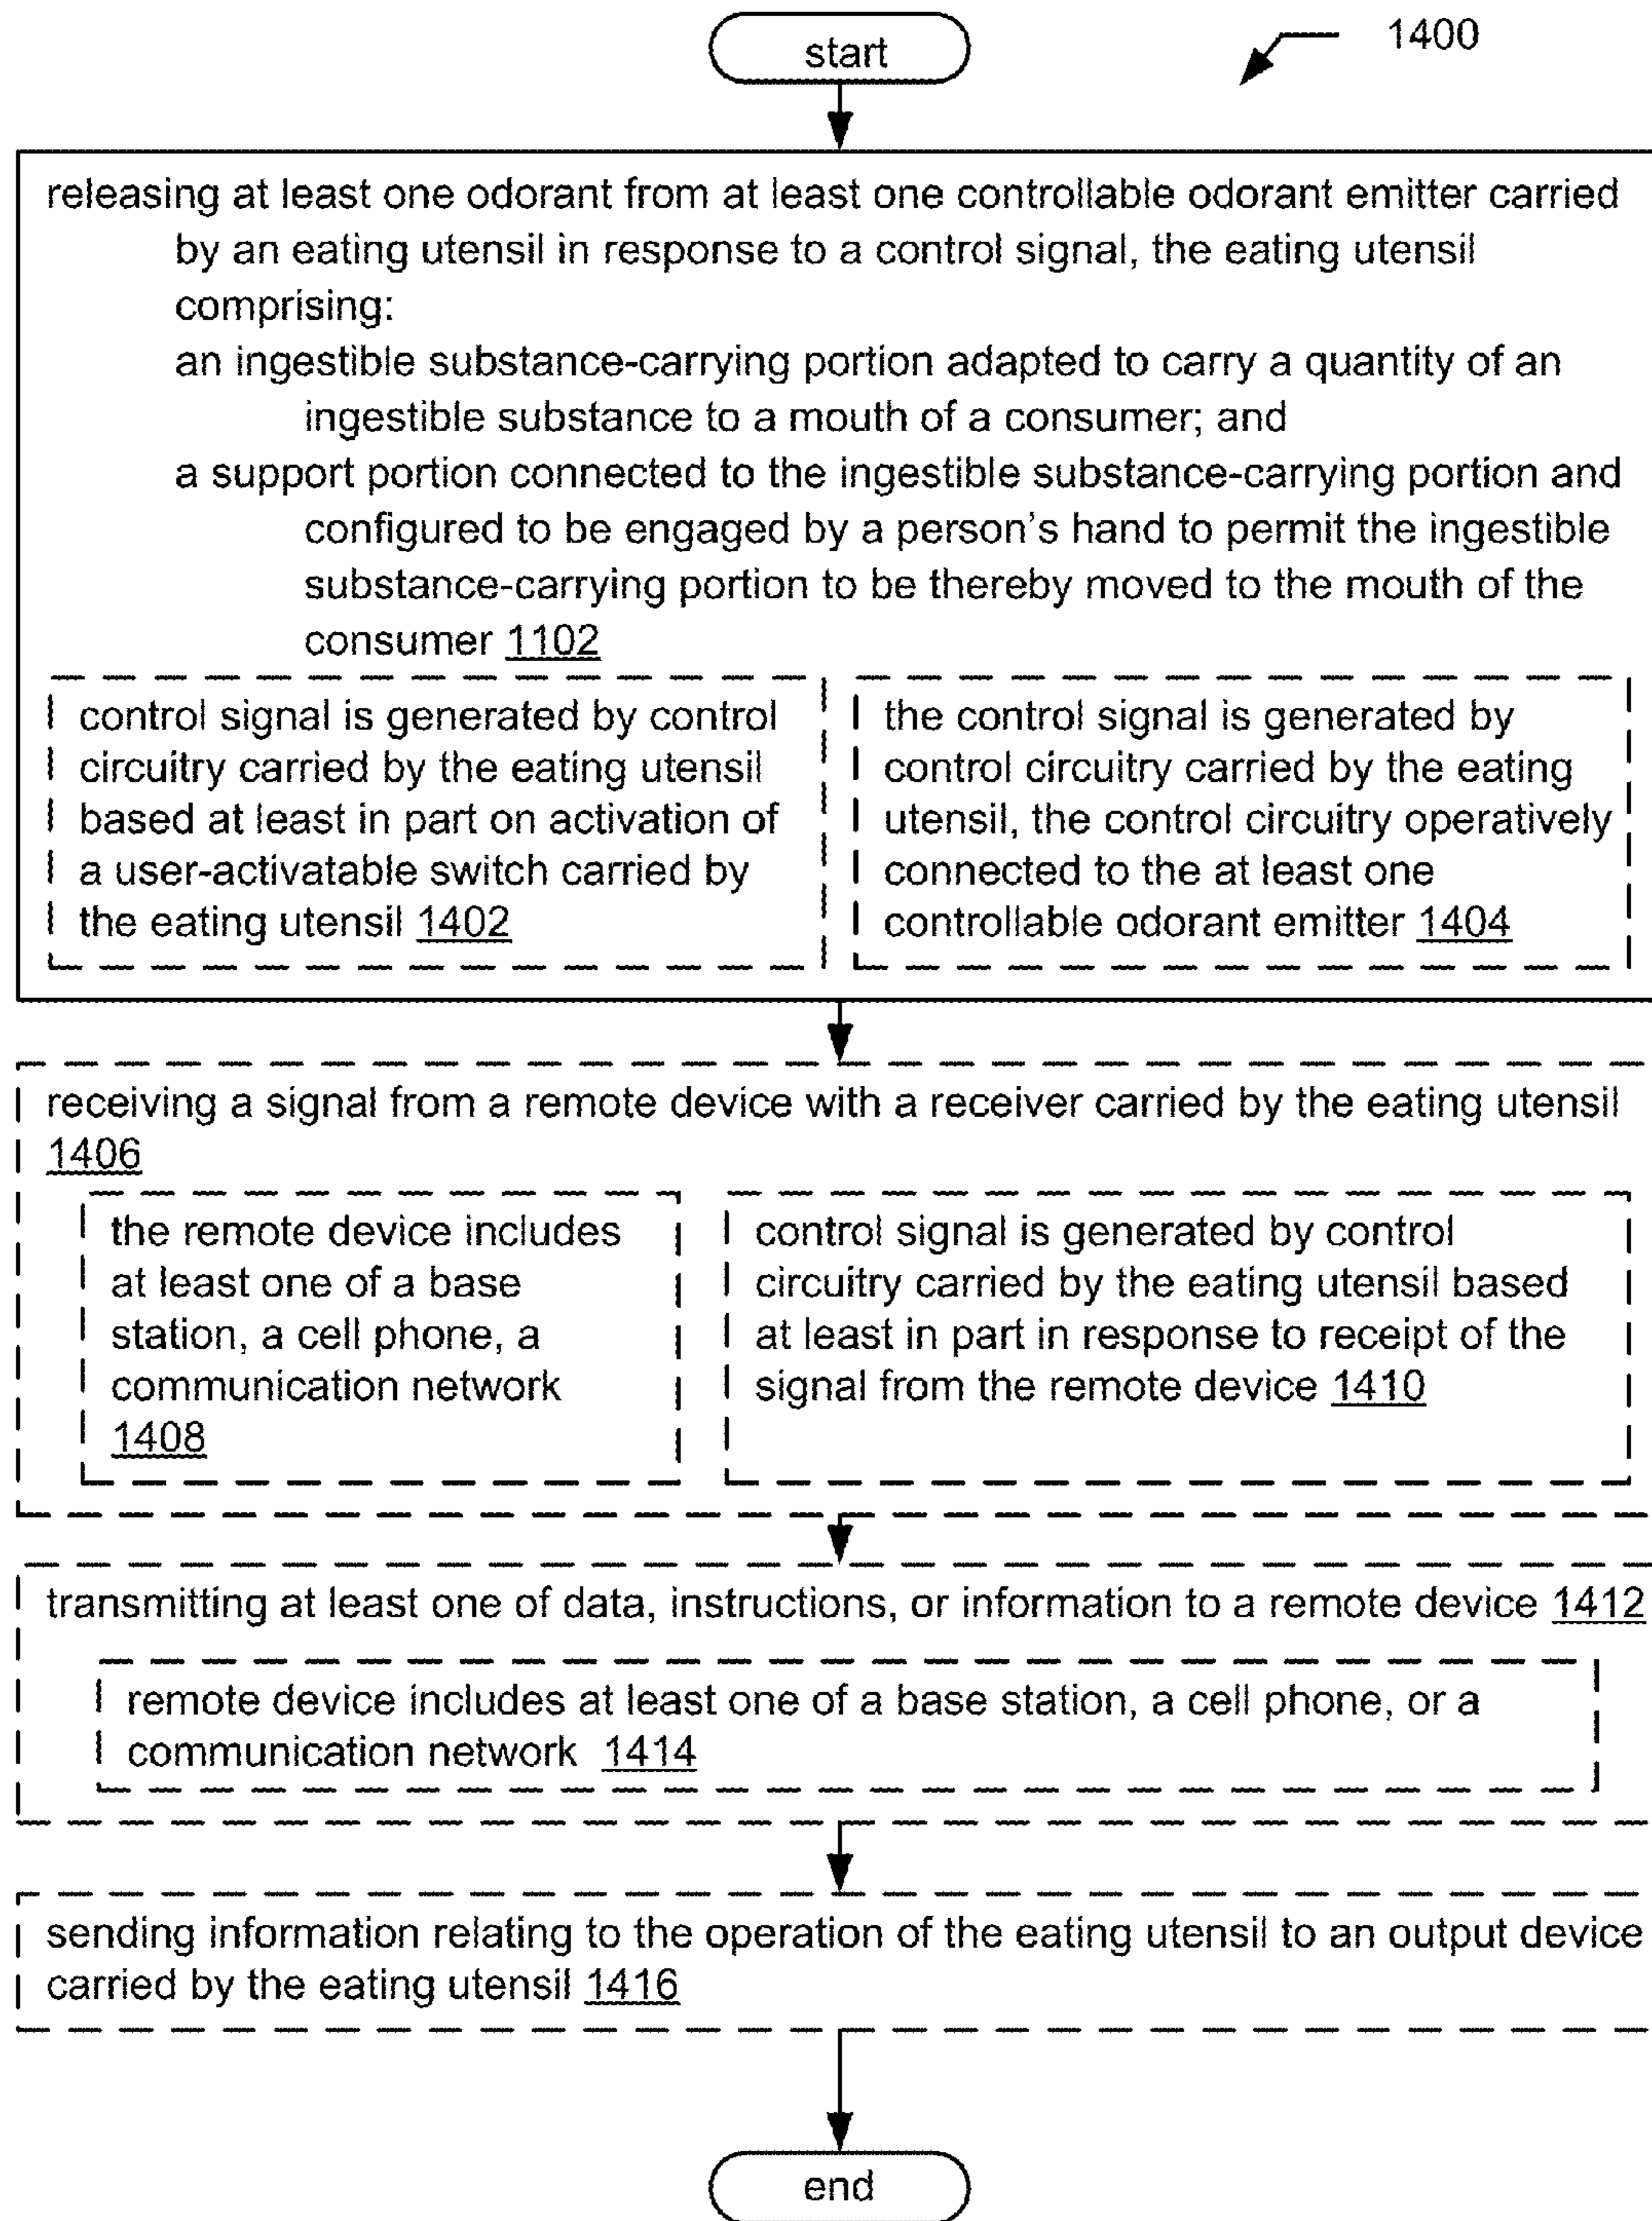 start
1400
releasing at least one odorant from at least one controllable odorant emitter carried
by an eating utensil in response to a control signal, the eating utensil
comprising:
an ingestible substance-carrying portion adapted to carry a quantity of an
ingestible substance to a mouth of a consumer; and
a support portion connected to the ingestible substance-carrying portion and
configured to be engaged by a person's hand to permit the ingestible
substance-carrying portion to be thereby moved to the mouth of the
consumer 1102
control signal is generated by control
circuitry carried by the eating utensil
based at least in part on activation of
a user-activatable switch carried by
the eating utensil 1402
the control signal is generated by
control circuitry carried by the eating
utensil, the control circuitry operatively
connected to the at least one
controllable odorant emitter 1404
receiving a signal from a remote device with a receiver carried by the eating utensil
1406
the remote device includes
at least one of a base
station, a cell phone, a
communication network
1408
control signal is generated by control
circuitry carried by the eating utensil based
at least in part in response to receipt of the
signal from the remote device 1410
transmitting at least one of data, instructions, or information to a remote device 1412
remote device includes at least one of a base station, a cell phone, or a
communication network 1414
sending information relating to the operation of the eating utensil to an output device
carried by the eating utensil 1416
end